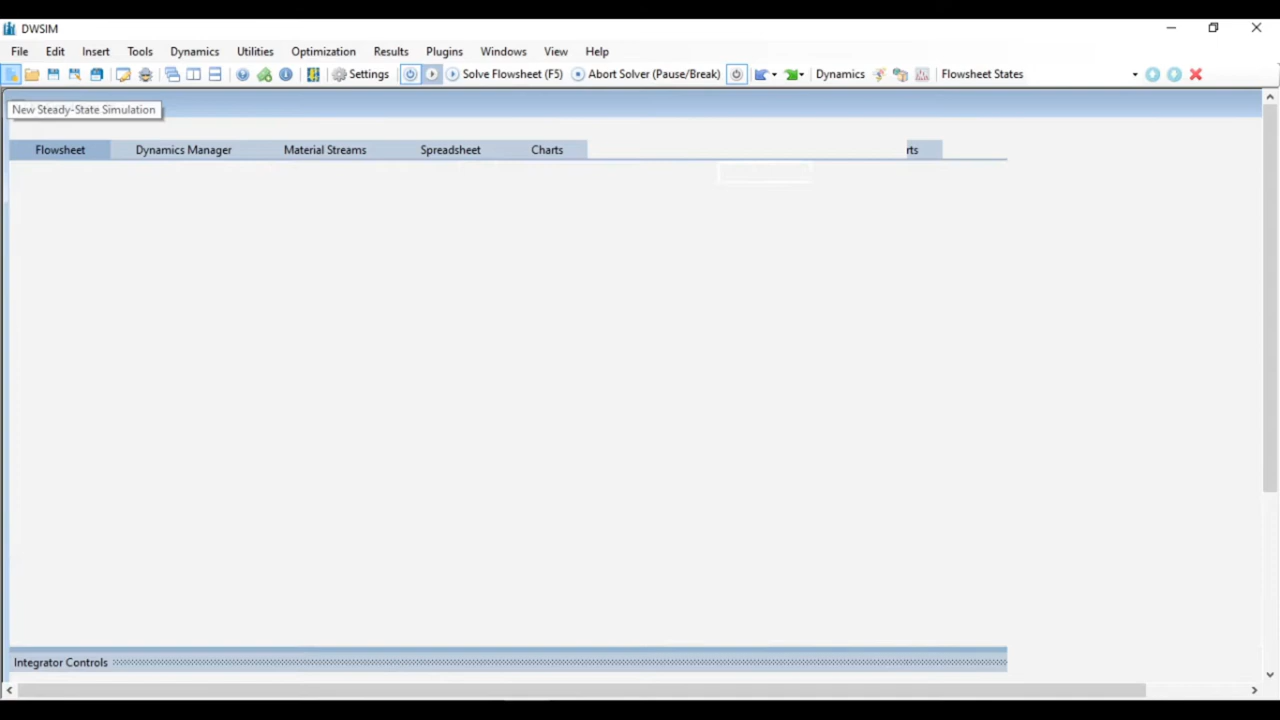 DWSIM
File Edit Insert Tools Dynamics Utilities Optimization Results Plugins Windows View Help
Settings Solve Flowsheet (F5) Abort Solver (Pause/Break) Dynamics Flowsheet States
New Steady-State Simulation
Flowsheet Dynamics Manager Material Streams Spreadsheet Charts rts
Integrator Controls